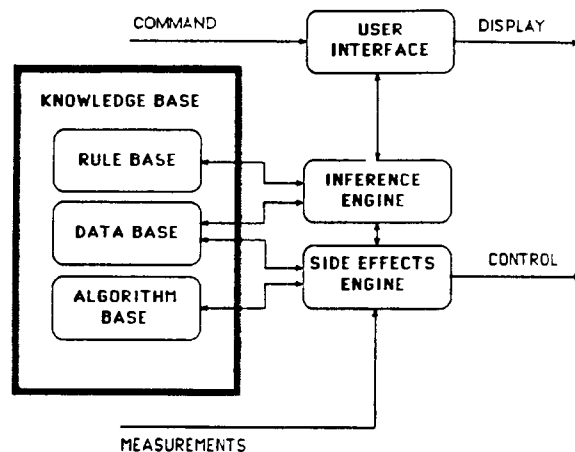 COMMAND
USER
INTERFACE
DISPLAY
KNOWLEDGE BASE
RULE BASE
INFERENCE
ENGINE
DATA BASE
SIDE EFFECTS
ENGINE
CONTROL
ALGORITHM
BASE
MEASUREMENTS